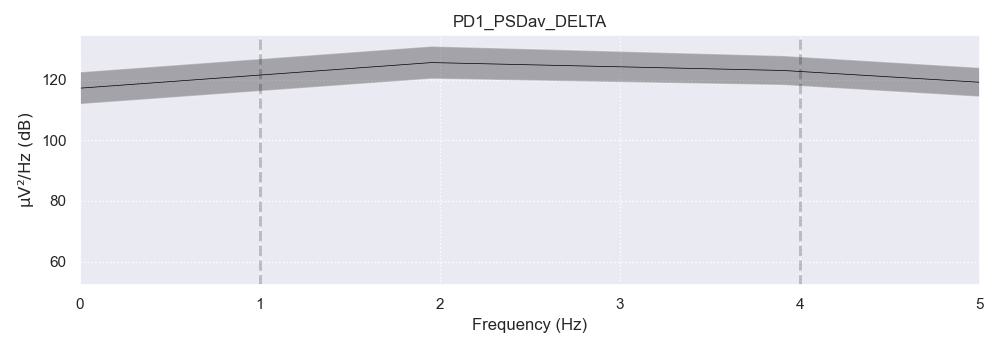 PD1_PSDav_DELTA
µV²/Hz (dB)
120
100
80
60
0 1 2 3 4 5
Frequency (Hz)